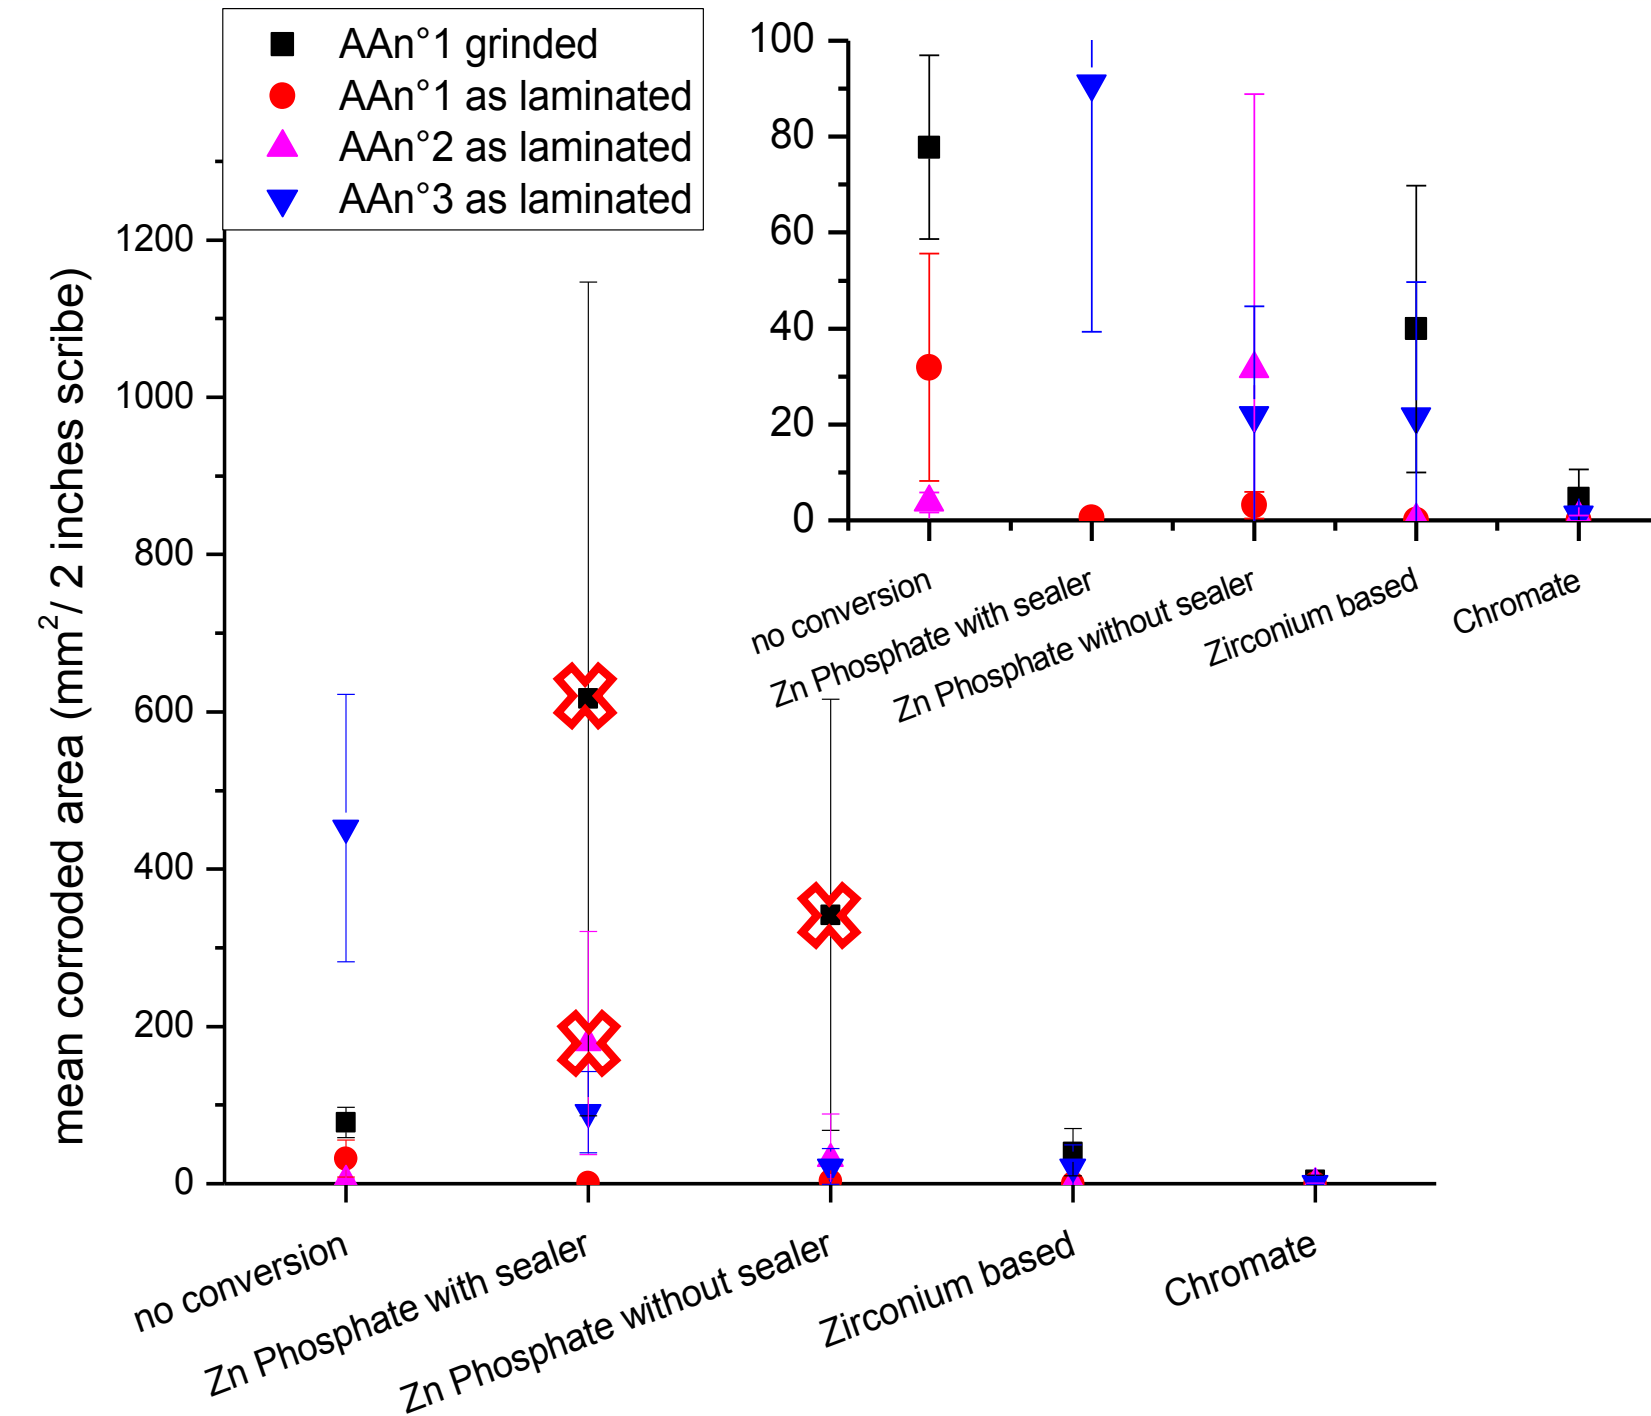 AAn°1 grinded
AAn°1 as laminated
AAn°2 as laminated
AAn°3 as laminated
100
80
60
40
20
0
no conversion
Zn Phosphate with sealer
Zn Phosphate without sealer
Zirconium based
Chromate
mean corroded area (mm²/ 2 inches scribe)
1200
1000
800
600
400
200
0
no conversion
Zn Phosphate with sealer
Zn Phosphate without sealer
Zirconium based
Chromate